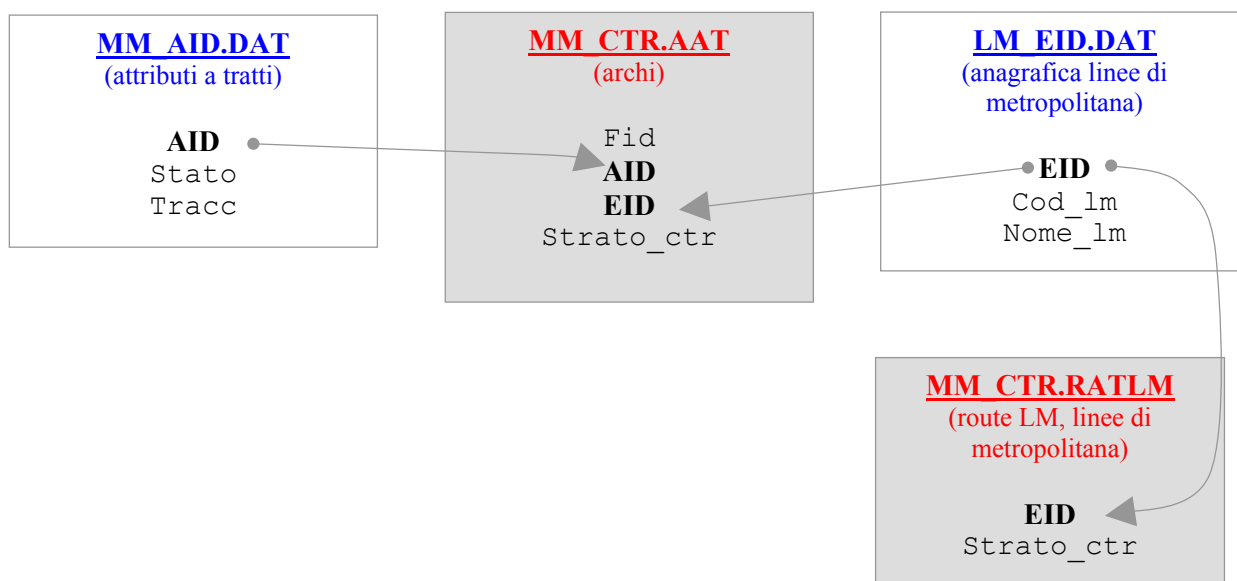 MM_AID.DAT
(attributi a tratti)
AID
Stato
Tracc
MM_CTR.AAT
(archi)
Fid
AID
EID
Strato_ctr
LM_EID.DAT
(anagrafica linee di
metropolitana)
EID
Cod_lm
Nome_lm
MM_CTR.RATLM
(route LM, linee di
metropolitana)
EID
Strato_ctr